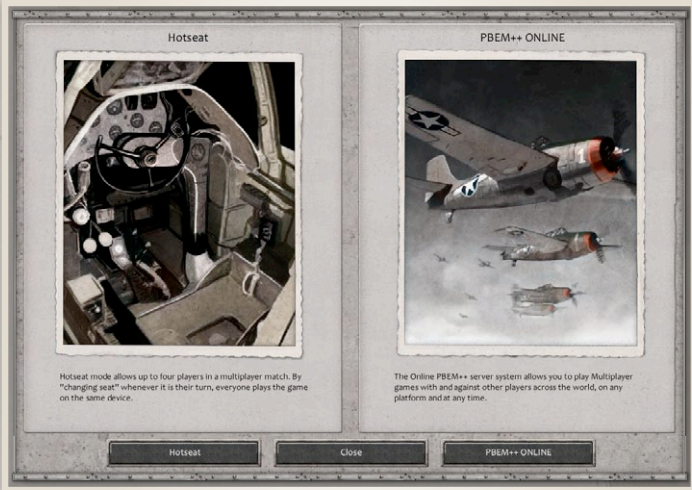 Hotseat
Hotseat mode allows up to four players in a multiplayer match. By
"changing seat" whenever it is their turn, everyone plays the game
on the same device.
PBEM++ ONLINE
The Online PBEM++ server system allows you to play Multiplayer
games with and against other players across the world, on any
platform and at any time.
Hotseat
Close
PBEM++ ONLINE